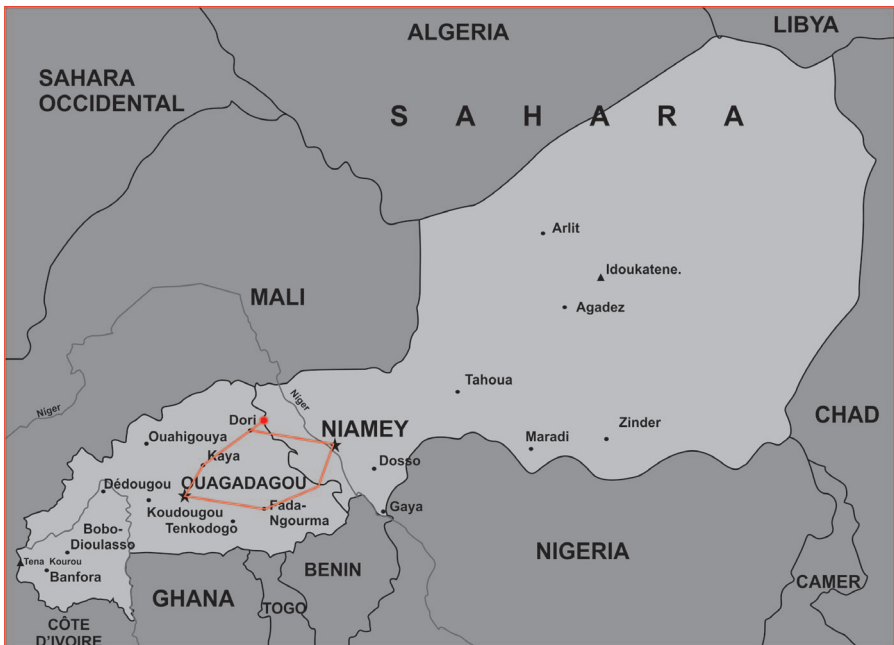 ALGERIA
LIBYA
SAHARA
OCCIDENTAL
S A H A R A
Arlit
Idoukatene.
MALI
Agadez
Tahoua
Niger
Niger
Dori
NIAMEY
CHAD
Ouahigouya
Zinder
Maradi
Kaya
Dosso
OUAGADAGOU
Dédougou
Koudougou
Fada-
Ngourma
Gaya
Tenkodogo
Bobo-
Dioulasso
NIGERIA
Tena Kourou
Banfora
BENIN
CAMER
GHANA
TOGO
CÔTE
D'IVOIRE